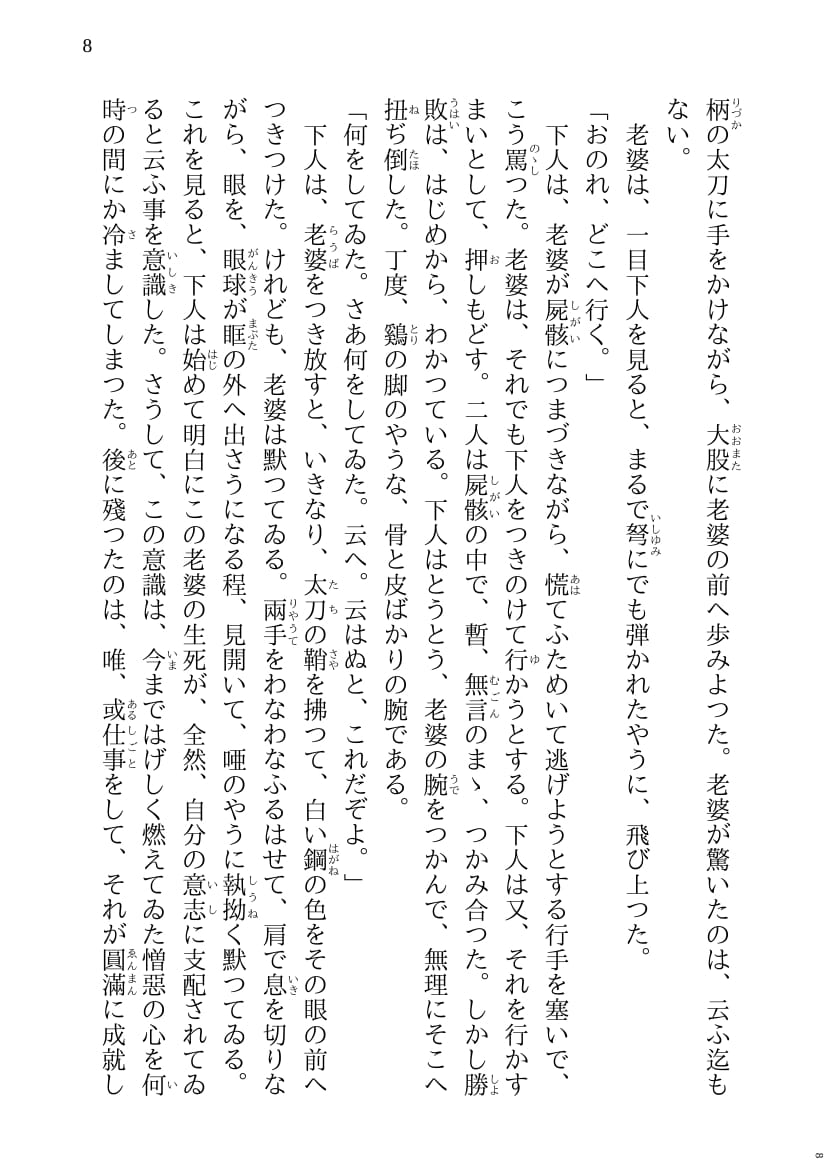 8
柄の太刀に手をかけながら、大股に老婆の前へ歩みよつた。老婆が驚いたのは、云ふ迄も
ない。
老婆は、一目下人を見ると、まるで弩にでも弾かれたやうに、飛び上つた。
「おのれ、どこへ行く。」
下人は、老婆が屍骸につまづきながら、慌てふためいて逃げようとする行手を塞いで、
こう罵つた。老婆は、それでも下人をつきのけて行かうとする。下人は又、それを行かす
まいとして、押しもどす。二人は屍骸の中で、暫、無言のまゝ、つかみ合つた。しかし勝
敗は、はじめから、わかつている。下人はとうとう、老婆の腕をつかんで、無理にそこへ
扭ぢ倒した。丁度、鷄の脚のやうな、骨と皮ばかりの腕である。
「何をしてゐた。さあ何をしてゐた。云へ。云はぬと、これだぞよ。」
下人は、老婆をつき放すと、いきなり、太刀の鞘を拂つて、白い鋼の色をその眼の前へ
つきつけた。けれども、老婆は默つてゐる。兩手をわなわなふるはせて、肩で息を切りな
がら、眼を、眼球が眶の外へ出さうになる程、見開いて、唖のやうに執拗く默つてゐる。
これを見ると、下人は始めて明白にこの老婆の生死が、全然、自分の意志に支配されてゐ
ると云ふ事を意識した。さうして、この意識は、今まではげしく燃えてゐた憎惡の心を何
時の間にか冷ましてしまつた。後に殘つたのは、唯、或仕事をして、それが圓滿に成就し
8